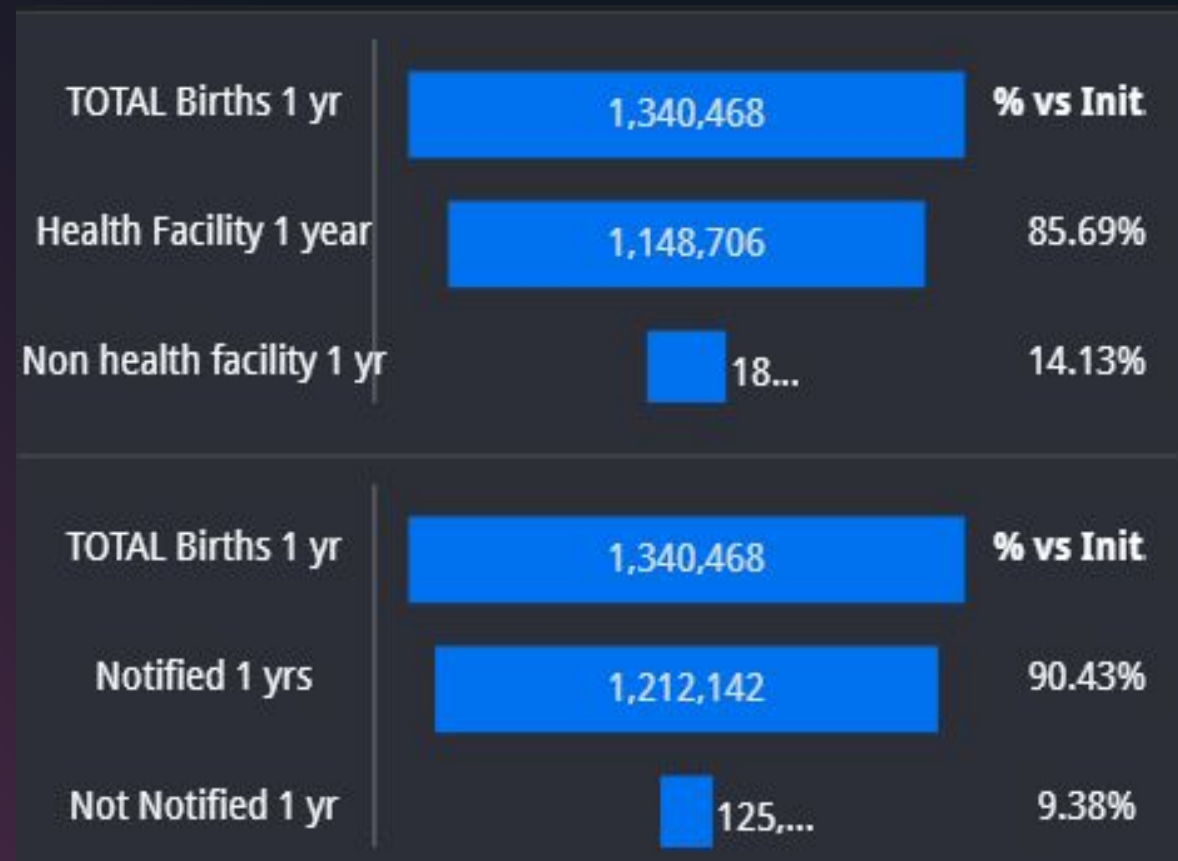 TOTAL Births 1 yr 1,340,468 % vs Init
Health Facility 1 year 1,148,706 85.69%
Non health facility 1 yr 18... 14.13%
TOTAL Births 1 yr 1,340,468 % vs Init
Notified 1 yrs 1,212,142 90.43%
Not Notified 1 yr 125,... 9.38%